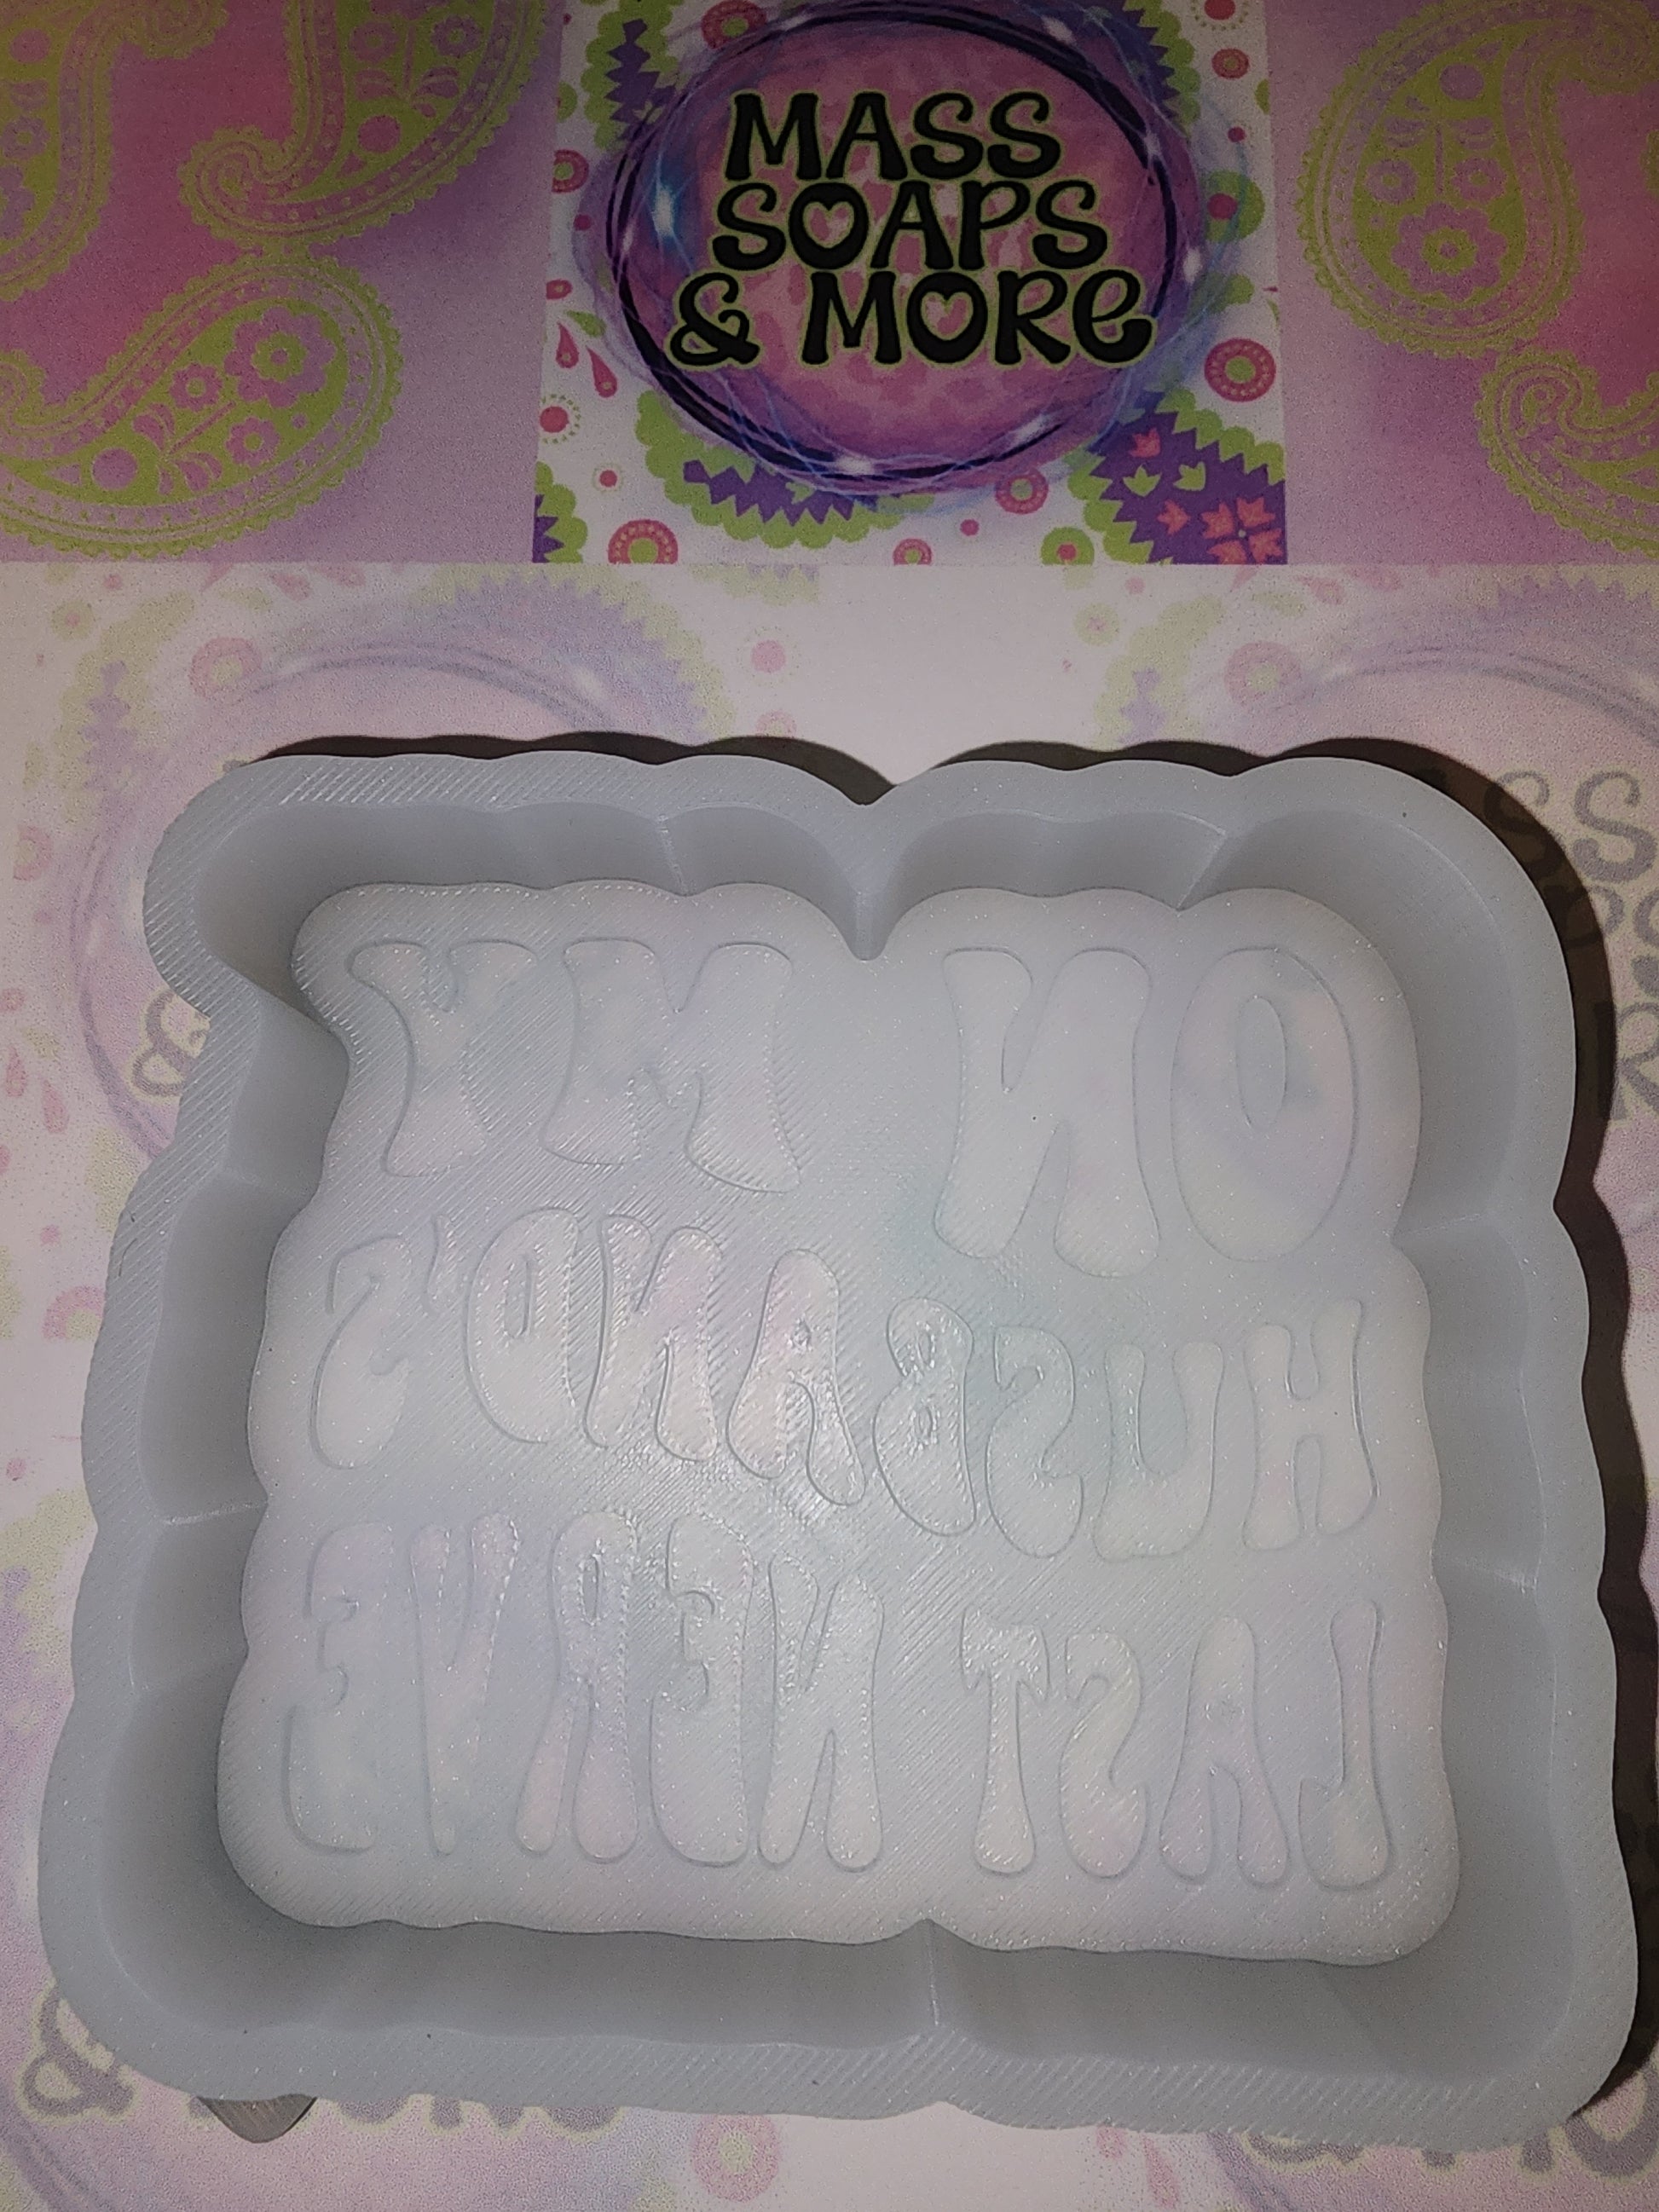 MASS
SOAPS
& MORE
ON MY
HUSBAND'S
LAST NERVE